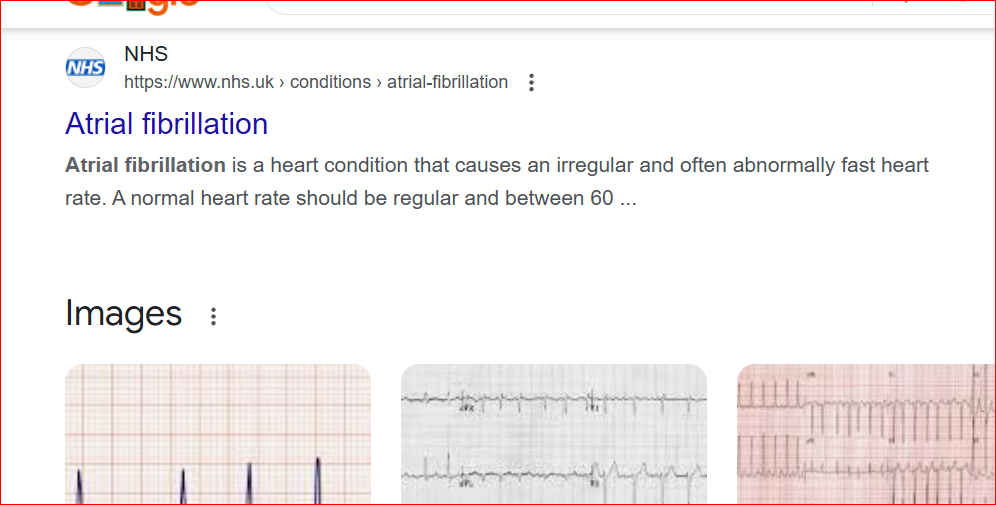 NHS
NHS
https://www.nhs.uk › conditions › atrial-fibrillation
Atrial fibrillation
Atrial fibrillation is a heart condition that causes an irregular and often abnormally fast heart
rate. A normal heart rate should be regular and between 60 ...
Images